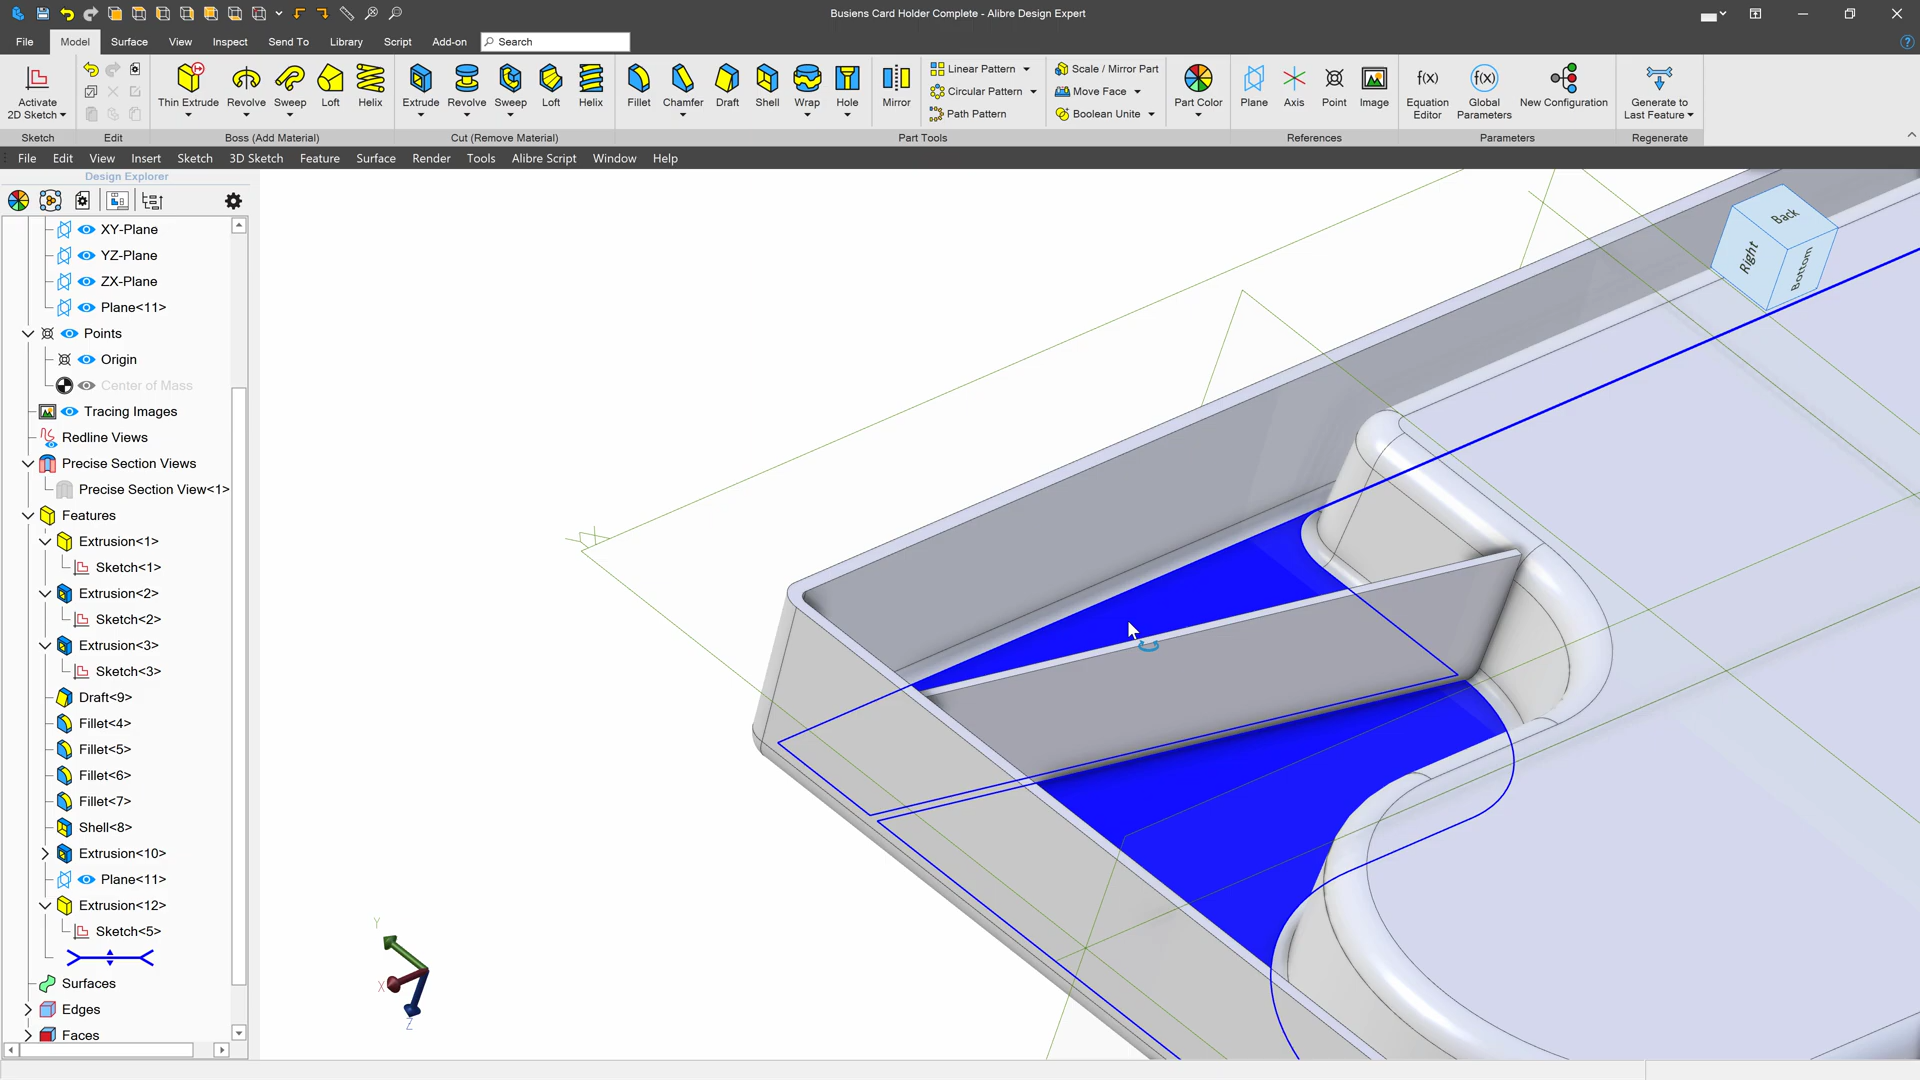 Busiens Card Holder Complete - Alibre Design Expert
File Model Surface View Inspect Send To Library Script Add-on Search
Activate 2D Sketch
Thin Extrude Revolve Sweep Loft Helix
Extrude Revolve Sweep Loft Helix
Fillet Chamfer Draft Shell Wrap Hole Mirror
Linear Pattern
Circular Pattern
Path Pattern
Scale / Mirror Part
Move Face
Boolean Unite
Part Color
Plane Axis Point Image
Equation Editor
Global Parameters
New Configuration
Generate to Last Feature
Sketch Edit Boss (Add Material) Cut (Remove Material) Part Tools References Parameters Regenerate
File Edit View Insert Sketch 3D Sketch Feature Surface Render Tools Alibre Script Window Help
Design Explorer
XY-Plane
YZ-Plane
ZX-Plane
Plane<11>
Points
Origin
Center of Mass
Tracing Images
Redline Views
Precise Section Views
Precise Section View<1>
Features
Extrusion<1>
Sketch<1>
Extrusion<2>
Sketch<2>
Extrusion<3>
Sketch<3>
Draft<9>
Fillet<4>
Fillet<5>
Fillet<6>
Fillet<7>
Shell<8>
Extrusion<10>
Plane<11>
Extrusion<12>
Sketch<5>
Surfaces
Edges
Faces
Back
Right
Bottom
Y
X
Z